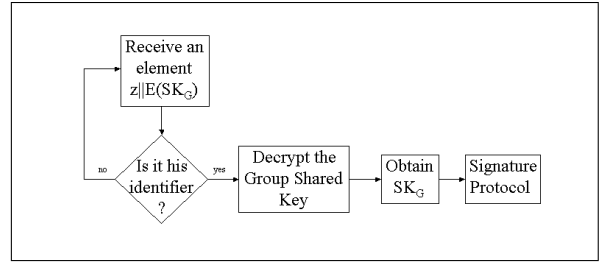 Receive an
element
z||E(SK_G)
no
Is it his
identifier
?
yes
Decrypt the
Group Shared
Key
Obtain
SK_G
Signature
Protocol